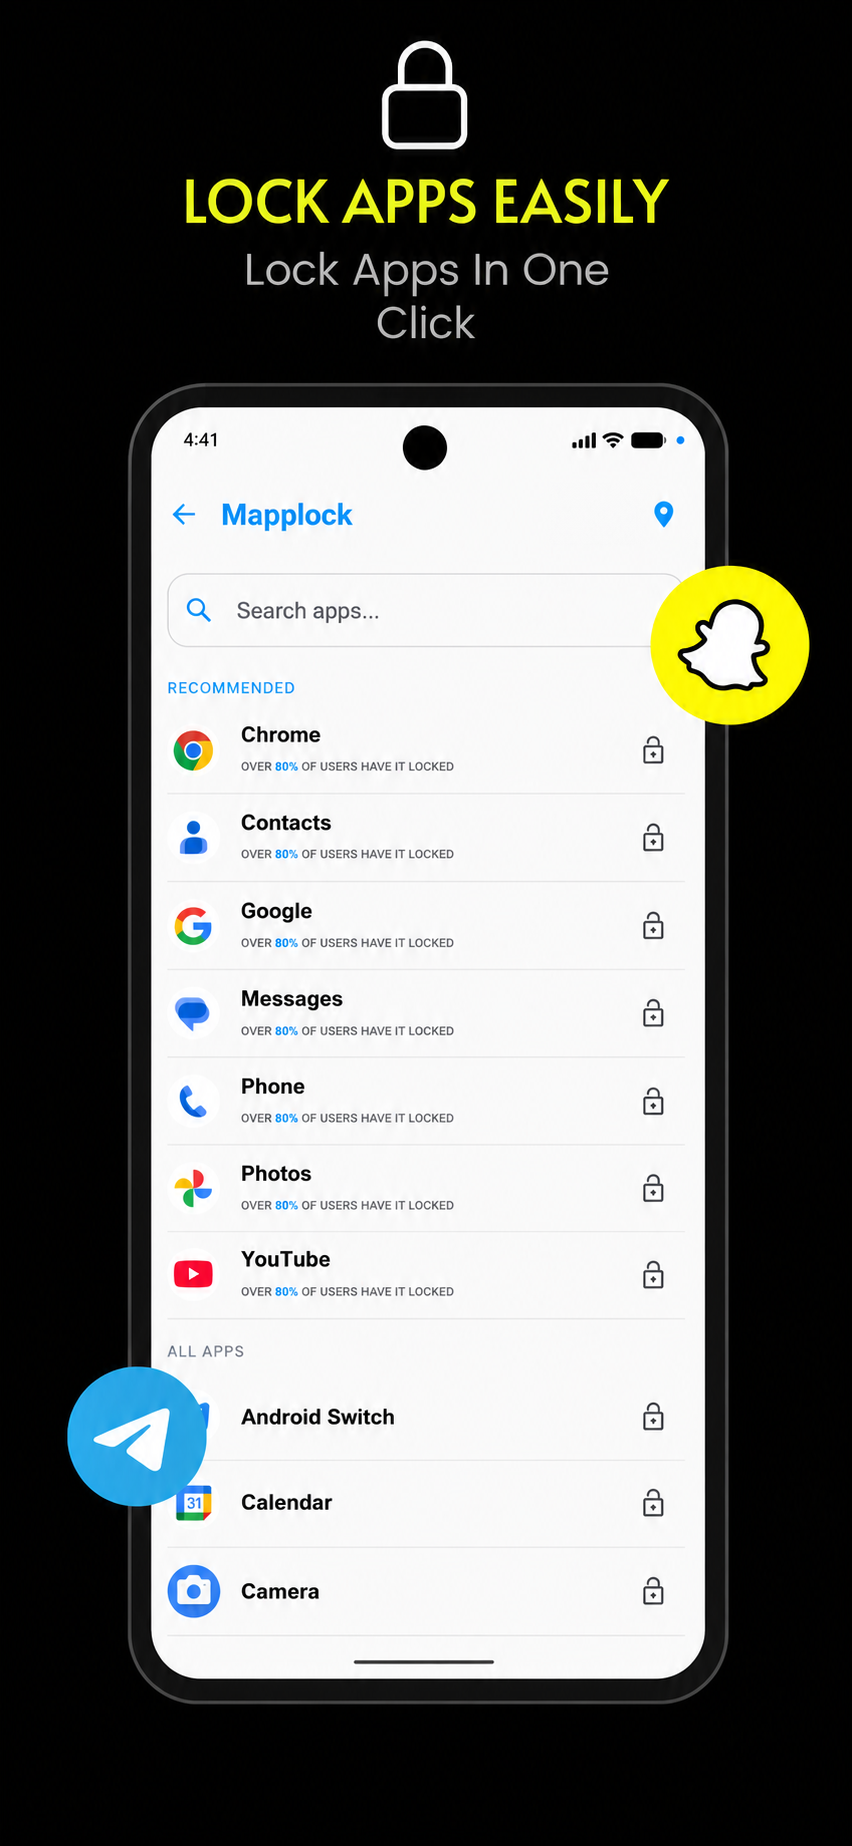 LOCK APPS EASILY
Lock Apps In One
Click
4:41
Mapplock
Search apps...
RECOMMENDED
Chrome
OVER 80% OF USERS HAVE IT LOCKED
Contacts
OVER 80% OF USERS HAVE IT LOCKED
Google
OVER 80% OF USERS HAVE IT LOCKED
Messages
OVER 80% OF USERS HAVE IT LOCKED
Phone
OVER 80% OF USERS HAVE IT LOCKED
Photos
OVER 80% OF USERS HAVE IT LOCKED
YouTube
OVER 80% OF USERS HAVE IT LOCKED
ALL APPS
Android Switch
31
Calendar
Camera